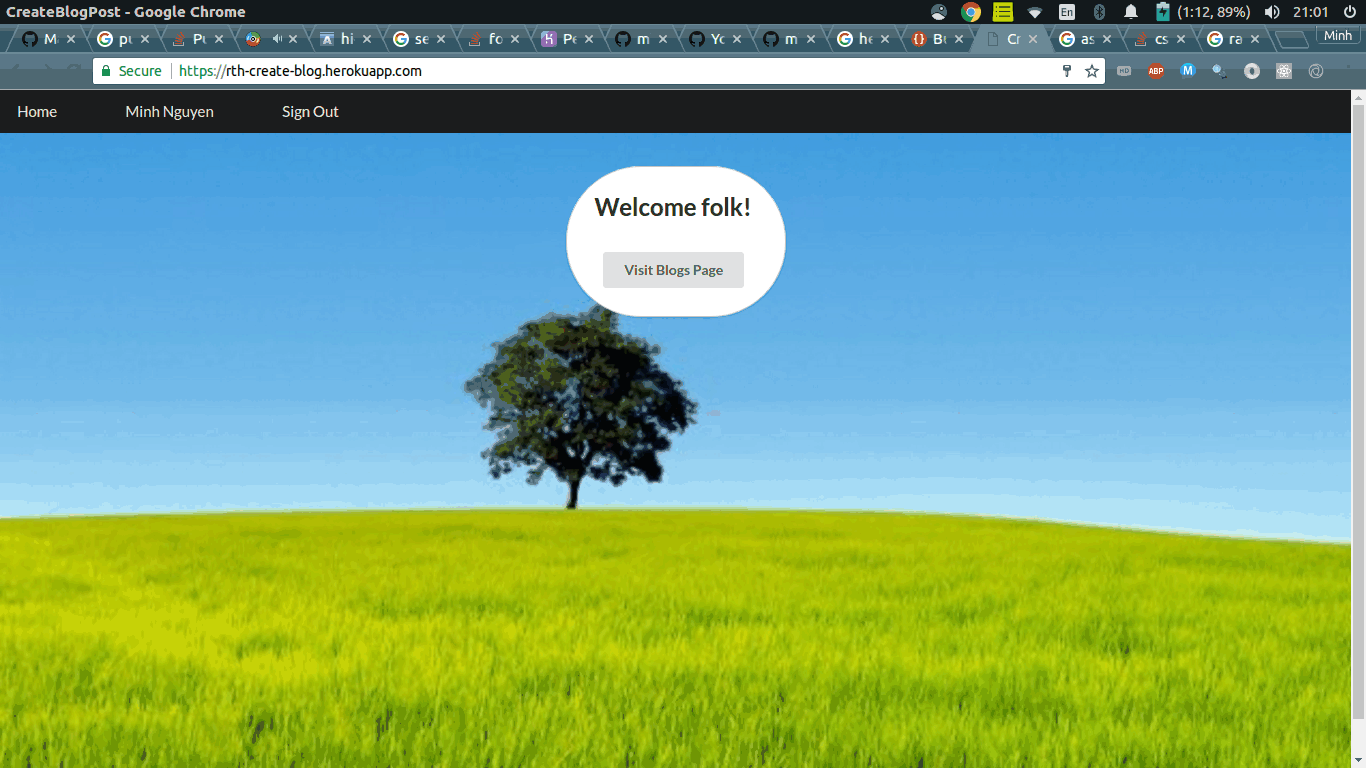 CreateBlogPost - Google Chrome
En
(1:12, 89%)
21:01
M
pu
Pu
hi
se
fo
Pe
m
Yo
m
he
Bu
Cr
as
cs
ra
Minh
Secure
https://rth-create-blog.herokuapp.com
HD
ABP
M
Home
Minh Nguyen
Sign Out
Welcome folk!
Visit Blogs Page